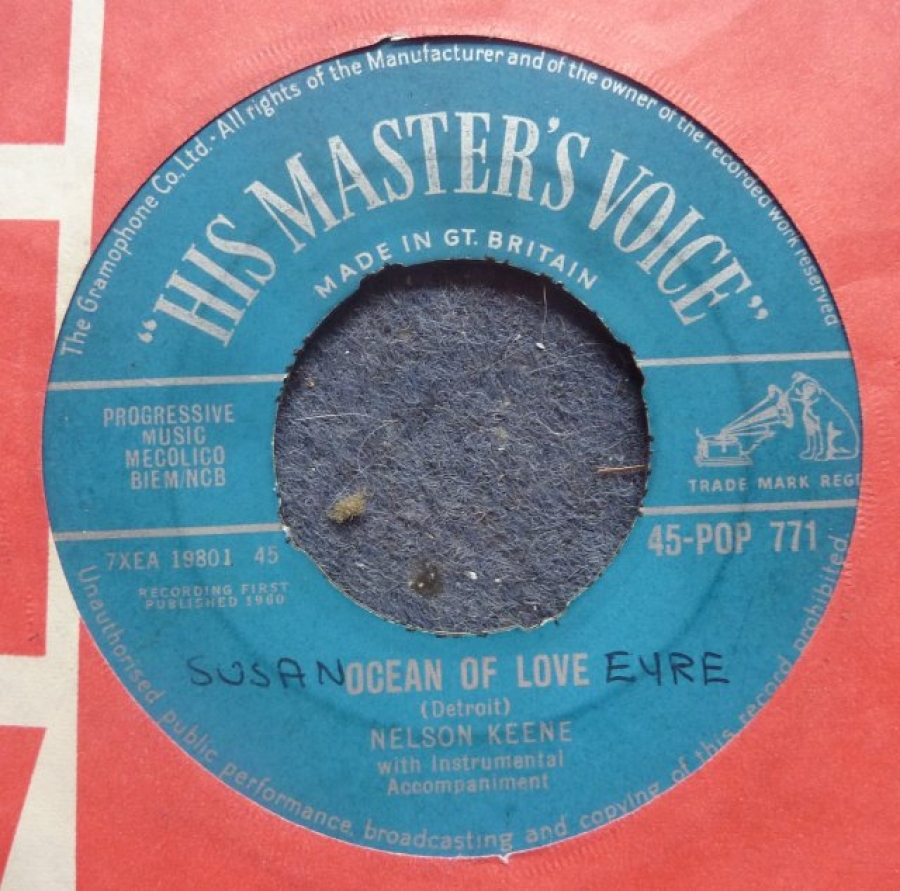 The Gramophone Co. Ltd. · All rights of the Manufacturer and of the owner of the recorded work reserved
"HIS MASTER'S VOICE"
MADE IN GT. BRITAIN
PROGRESSIVE
MUSIC
MECOLICO
BIEM/NCB
TRADE MARK REG
7XEA 19801 45
45-POP 771
RECORDING FIRST
PUBLISHED 1960
SUSAN OCEAN OF LOVE EYRE
(Detroit)
NELSON KEENE
with Instrumental
Accompaniment
Unauthorised public performance, broadcasting and copying of this record prohibited.